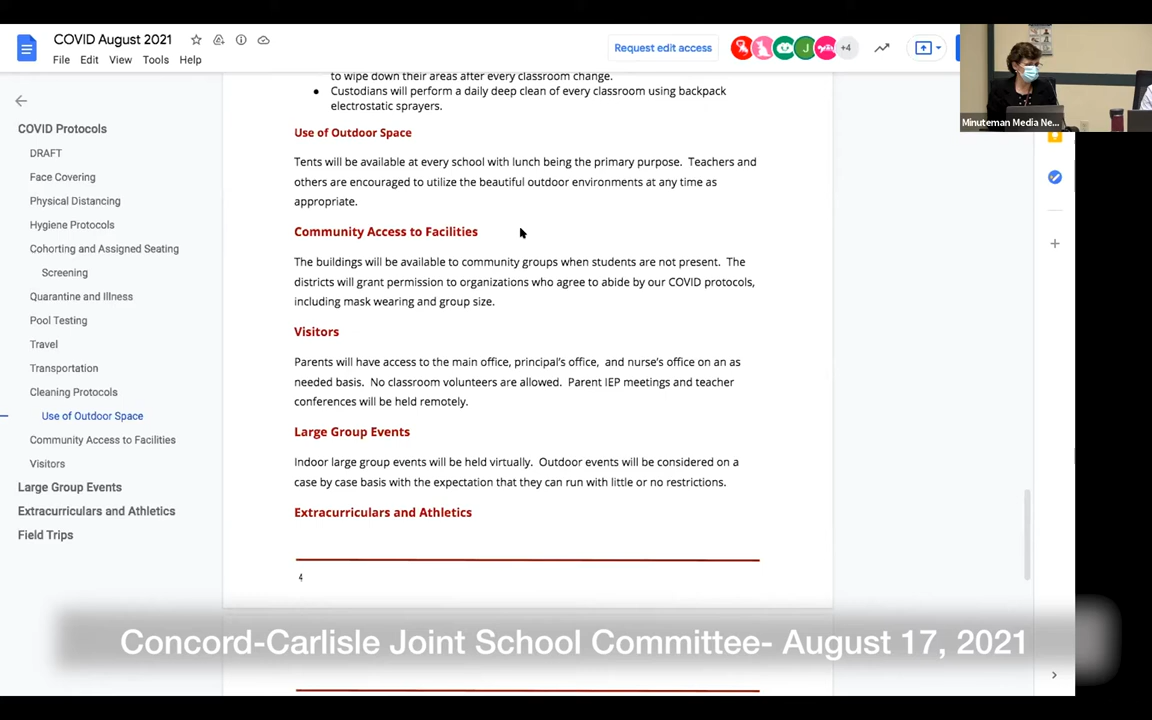 COVID August 2021
File Edit View Tools Help
Request edit access
J
+4
Minuteman Media Ne...
COVID Protocols
DRAFT
Face Covering
Physical Distancing
Hygiene Protocols
Cohorting and Assigned Seating
Screening
Quarantine and Illness
Pool Testing
Travel
Transportation
Cleaning Protocols
Use of Outdoor Space
Community Access to Facilities
Visitors
Large Group Events
Extracurriculars and Athletics
Field Trips
to wipe down their areas after every classroom change.
● Custodians will perform a daily deep clean of every classroom using backpack
electrostatic sprayers.
Use of Outdoor Space
Tents will be available at every school with lunch being the primary purpose. Teachers and
others are encouraged to utilize the beautiful outdoor environments at any time as
appropriate.
Community Access to Facilities
The buildings will be available to community groups when students are not present. The
districts will grant permission to organizations who agree to abide by our COVID protocols,
including mask wearing and group size.
Visitors
Parents will have access to the main office, principal's office, and nurse's office on an as
needed basis. No classroom volunteers are allowed. Parent IEP meetings and teacher
conferences will be held remotely.
Large Group Events
Indoor large group events will be held virtually. Outdoor events will be considered on a
case by case basis with the expectation that they can run with little or no restrictions.
Extracurriculars and Athletics
4
Concord-Carlisle Joint School Committee- August 17, 2021